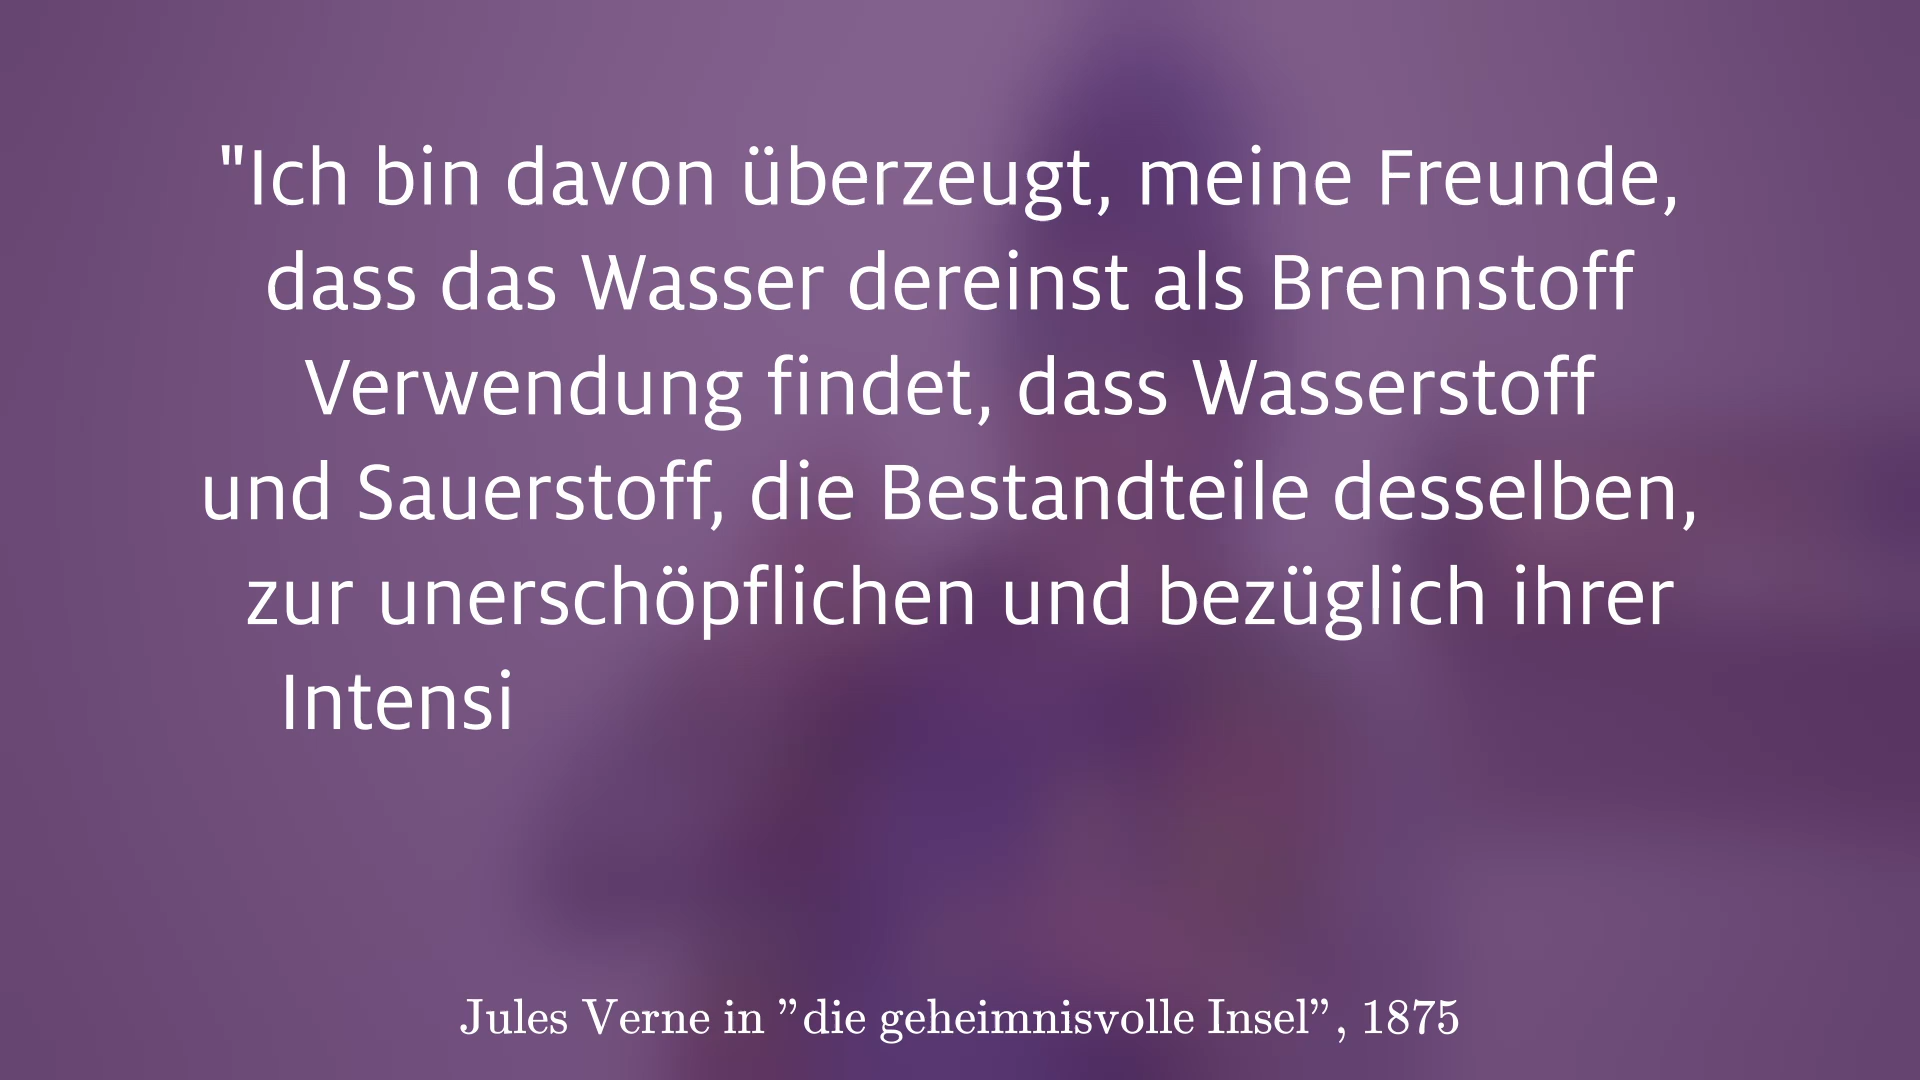 "Ich bin davon überzeugt, meine Freunde,
dass das Wasser dereinst als Brennstoff
Verwendung findet, dass Wasserstoff
und Sauerstoff, die Bestandteile desselben,
zur unerschöpflichen und bezüglich ihrer
Intensi
Jules Verne in ”die geheimnisvolle Insel”, 1875